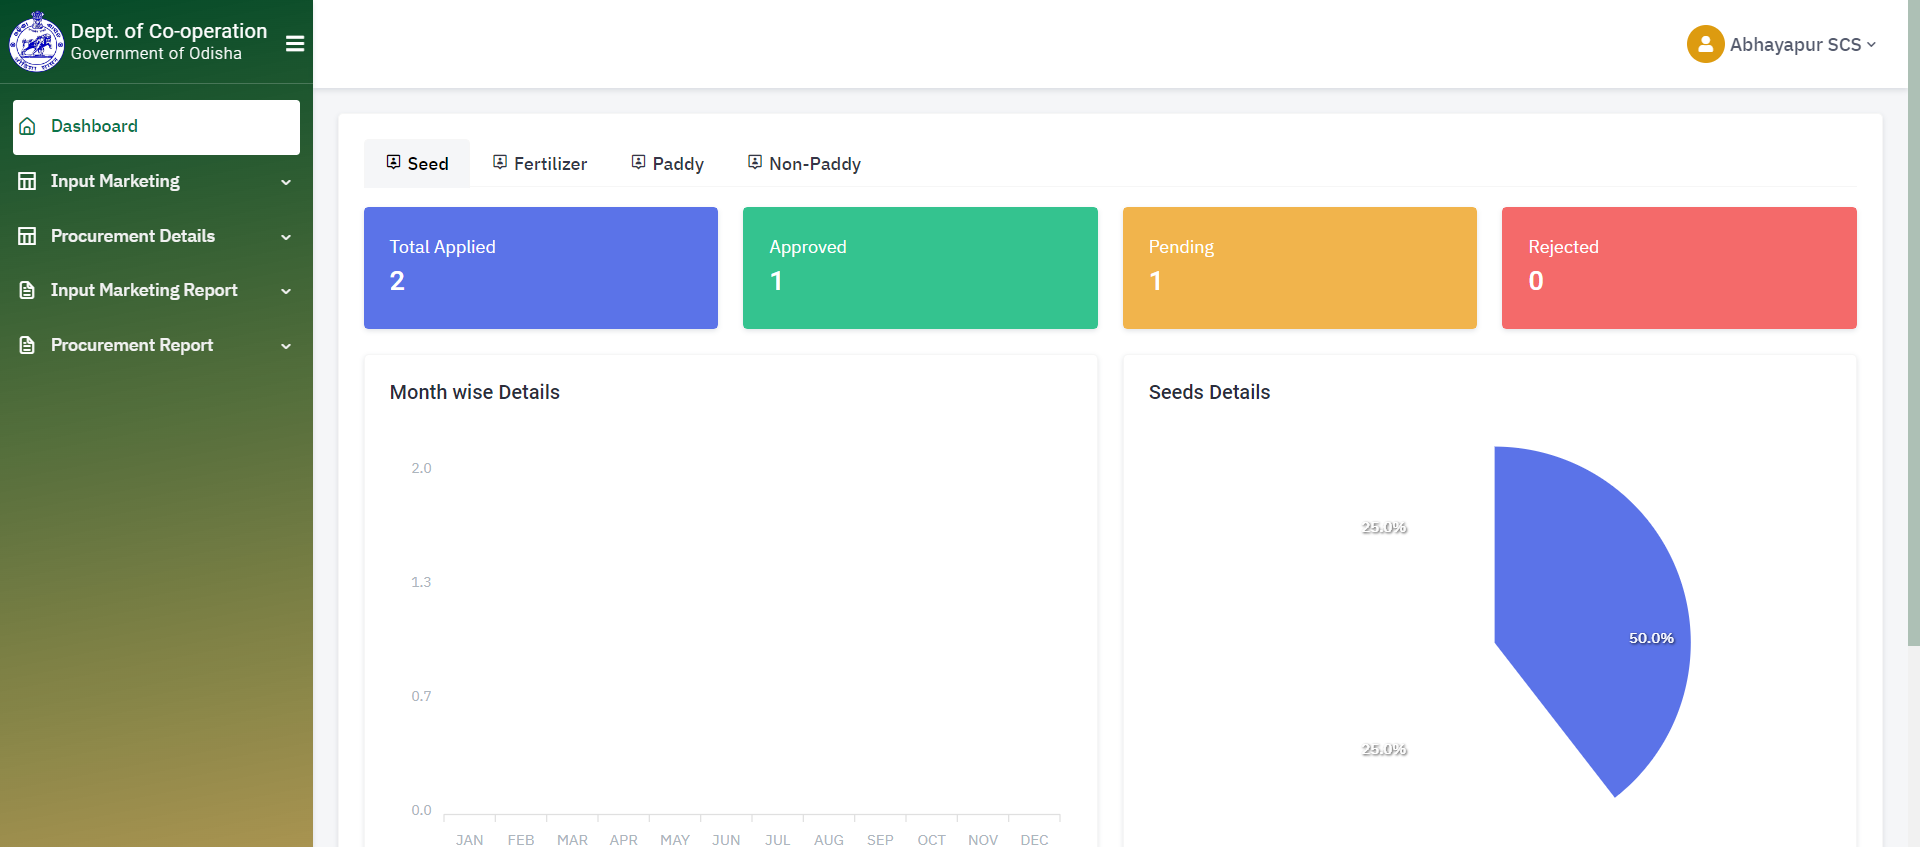 Dept. of Co-operation
Government of Odisha
Abhayapur SCS
Dashboard
Input Marketing
Procurement Details
Input Marketing Report
Procurement Report
Seed
Fertilizer
Paddy
Non-Paddy
Total Applied
2
Approved
1
Pending
1
Rejected
0
Month wise Details
2.0
1.3
0.7
0.0
JAN FEB MAR APR MAY JUN JUL AUG SEP OCT NOV DEC
Seeds Details
25.0%
50.0%
25.0%